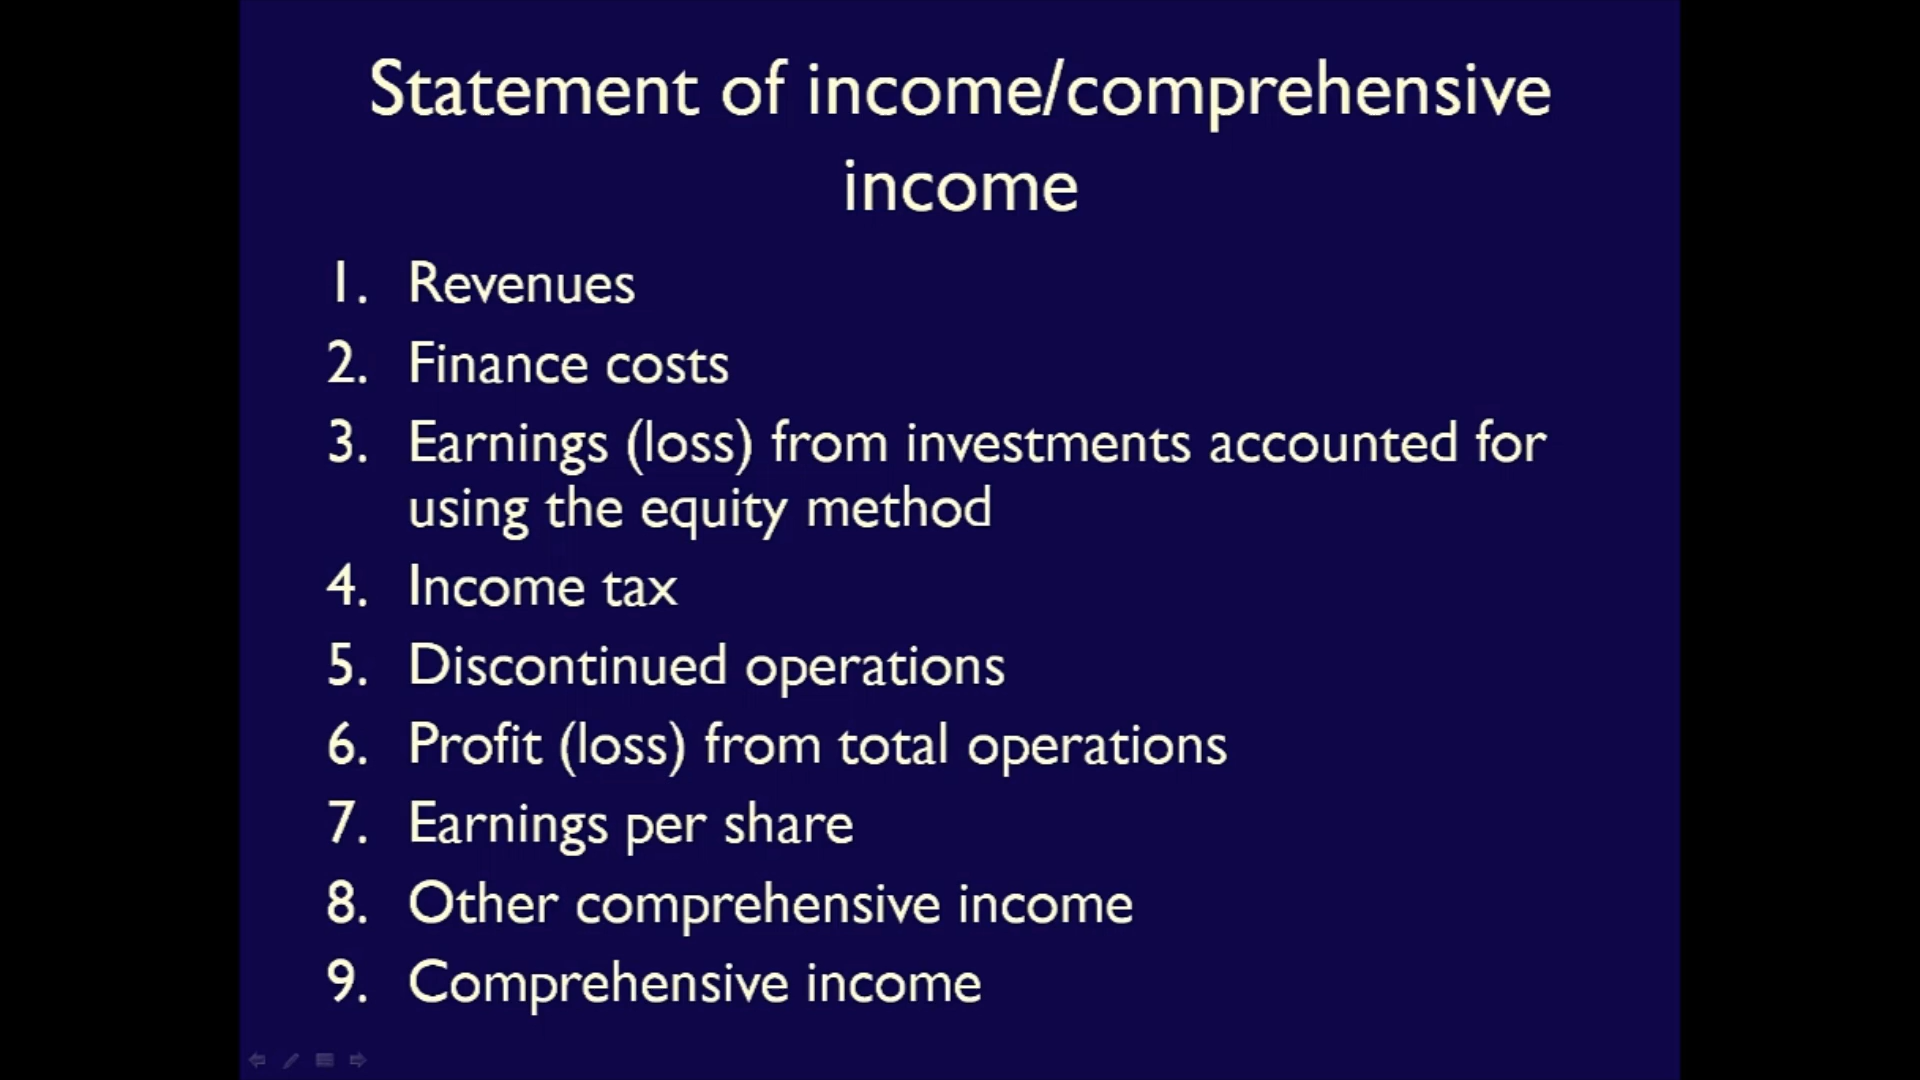 Statement of income/comprehensive
income
1. Revenues
2. Finance costs
3. Earnings (loss) from investments accounted for
using the equity method
4. Income tax
5. Discontinued operations
6. Profit (loss) from total operations
7. Earnings per share
8. Other comprehensive income
9. Comprehensive income